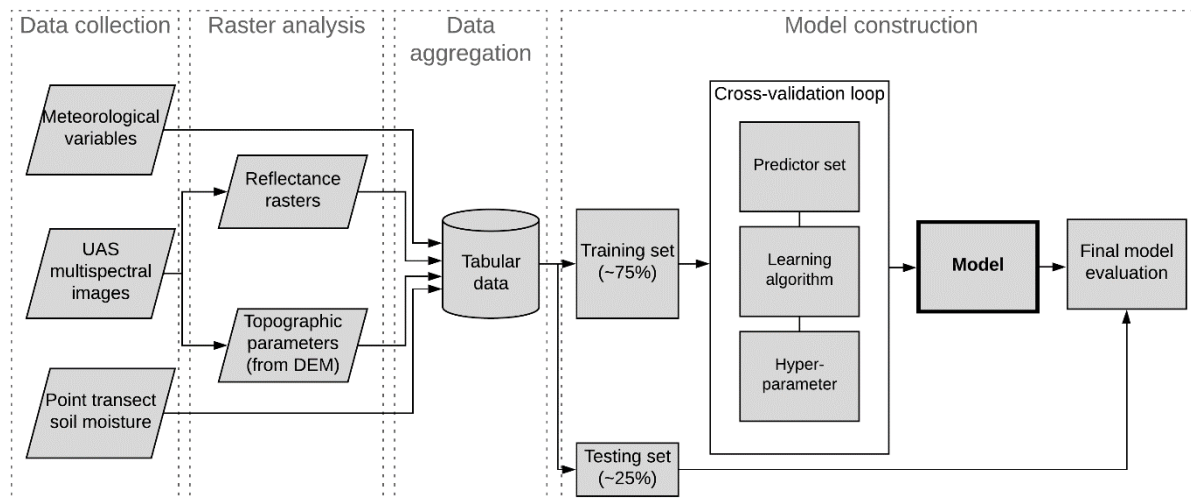 Data collection
Raster analysis
Data
aggregation
Model construction
Meteorological
variables
UAS
multispectral
images
Point transect
soil moisture
Reflectance
rasters
Topographic
parameters
(from DEM)
Tabular
data
Training set
(~75%)
Testing set
(~25%)
Cross-validation loop
Predictor set
Learning
algorithm
Hyper-
parameter
Model
Final model
evaluation